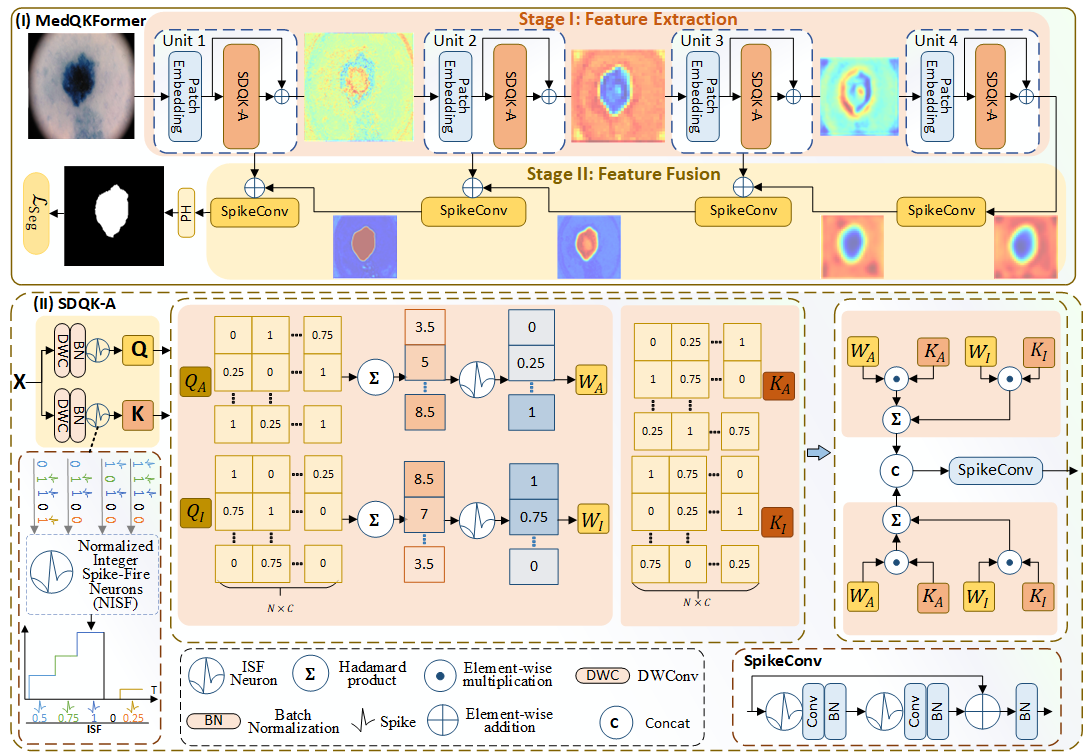 (I) MedQKFormer
Stage I: Feature Extraction
Unit 1
Patch Embedding
SDQK-A
Unit 2
Patch Embedding
SDQK-A
Unit 3
Patch Embedding
SDQK-A
Unit 4
Patch Embedding
SDQK-A
Stage II: Feature Fusion
ℒSeg
Hd
SpikeConv
SpikeConv
SpikeConv
SpikeConv
(II) SDQK-A
X
DWC
BN
Q
DWC
BN
K
0 0 1 1
1 1 0 1
1 1 1 1
0 0 0 0
1 1 0 0
Normalized
Integer
Spike-Fire
Neurons
(NISF)
T
0.5 0.75 1 0 0.25
ISF
Q_A
0 1 ··· 0.75
0.25 0 ··· 1
1 0.25 ··· 1
Σ
3.5
5
8.5
0
0.25
1
W_A
Q_I
1 0 ··· 0.25
0.75 1 ··· 0
0 0.75 ··· 0
N × C
Σ
8.5
7
3.5
1
0.75
0
W_I
0 0.25 ··· 1
1 0.75 ··· 0
0.25 1 ··· 0.75
K_A
1 0.75 ··· 0
0 0.25 ··· 1
0.75 0 ··· 0.25
K_I
N × C
W_A K_A W_I K_I
Σ
C
SpikeConv
Σ
W_A K_A W_I K_I
ISF
Neuron
Σ
Hadamard
product
Element-wise
multiplication
DWC
DWConv
BN
Batch
Normalization
Spike
Element-wise
addition
C
Concat
SpikeConv
Conv
BN
Conv
BN
BN